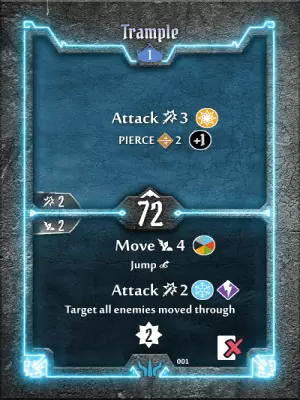 Trample
1
Attack 3
PIERCE 2 +1
2
72
2
Move 4
Jump
Attack 2
Target all enemies moved through
2
001